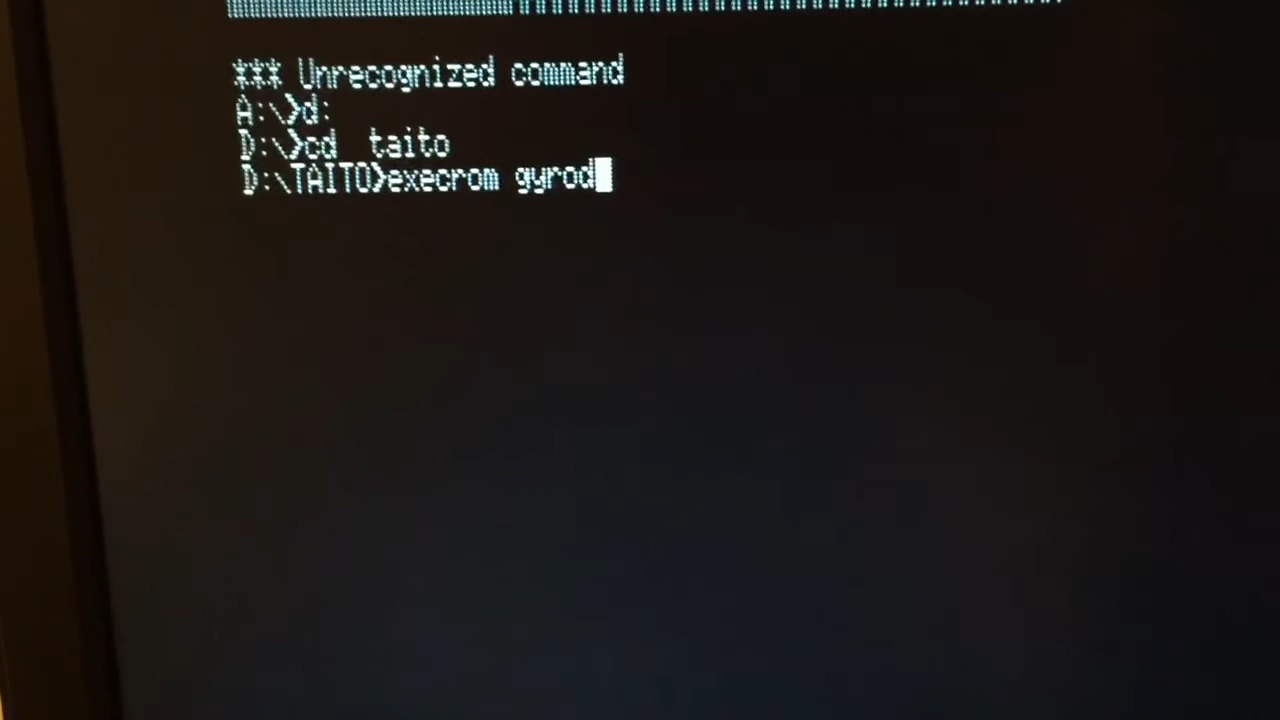 *** Unrecognized command
A:\>d:
D:\>cd  taito
D:\TAITO>execrom gyrod